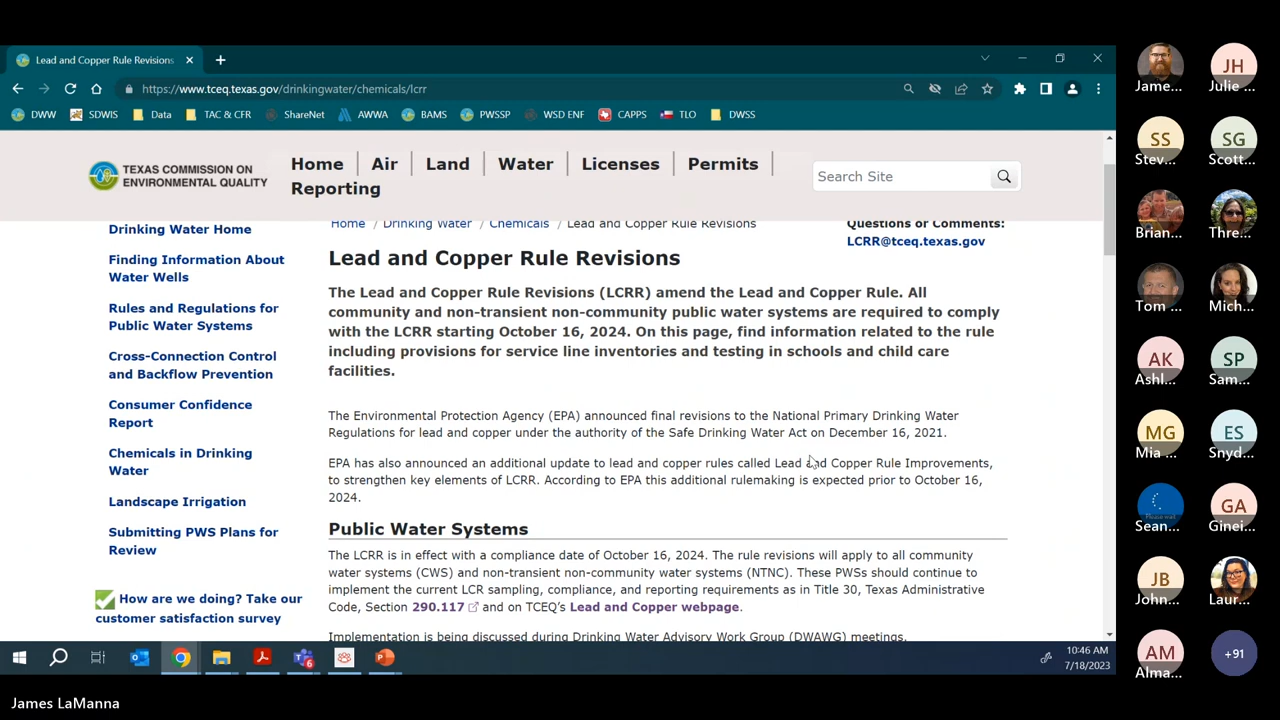 Lead and Copper Rule Revisions
https://www.tceq.texas.gov/drinkingwater/chemicals/lcrr
DWW
SDWIS
Data
TAC & CFR
ShareNet
AWWA
BAMS
PWSSP
WSD ENF
CAPPS
TLO
DWSS
TEXAS COMMISSION ON
ENVIRONMENTAL QUALITY
Home
Air
Land
Water
Licenses
Permits
Reporting
Search Site
Drinking Water Home
Finding Information About
Water Wells
Rules and Regulations for
Public Water Systems
Cross-Connection Control
and Backflow Prevention
Consumer Confidence
Report
Chemicals in Drinking
Water
Landscape Irrigation
Submitting PWS Plans for
Review
How are we doing? Take our
customer satisfaction survey
Home / Drinking Water / Chemicals / Lead and Copper Rule Revisions
Questions or Comments:
LCRR@tceq.texas.gov
Lead and Copper Rule Revisions
The Lead and Copper Rule Revisions (LCRR) amend the Lead and Copper Rule. All
community and non-transient non-community public water systems are required to comply
with the LCRR starting October 16, 2024. On this page, find information related to the rule
including provisions for service line inventories and testing in schools and child care
facilities.
The Environmental Protection Agency (EPA) announced final revisions to the National Primary Drinking Water
Regulations for lead and copper under the authority of the Safe Drinking Water Act on December 16, 2021.
EPA has also announced an additional update to lead and copper rules called Lead and Copper Rule Improvements,
to strengthen key elements of LCRR. According to EPA this additional rulemaking is expected prior to October 16,
2024.
Public Water Systems
The LCRR is in effect with a compliance date of October 16, 2024. The rule revisions will apply to all community
water systems (CWS) and non-transient non-community water systems (NTNC). These PWSs should continue to
implement the current LCR sampling, compliance, and reporting requirements as in Title 30, Texas Administrative
Code, Section 290.117 and on TCEQ's Lead and Copper webpage.
Implementation is being discussed during Drinking Water Advisory Work Group (DWAWG) meetings.
10:46 AM
7/18/2023
James LaManna
Jame...
JH
Julie ...
SS
Stev...
SG
Scott...
Brian...
Thre...
Tom ...
Mich...
AK
Ashl...
SP
Sam...
MG
Mia ...
ES
Snyd...
Sean...
GA
Ginei...
JB
John...
Laur...
AM
Alma...
+91